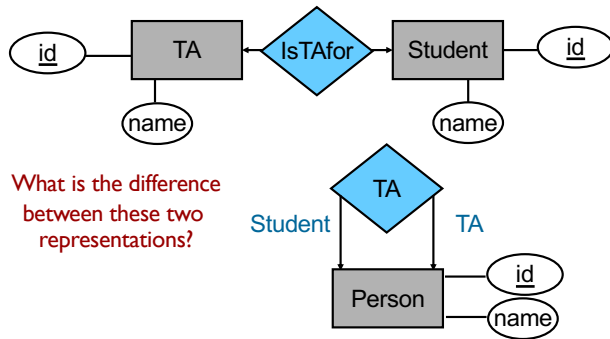 id
TA
IsTAfor
Student
id
name
name
What is the difference
between these two
representations?
TA
Student
TA
Person
id
name